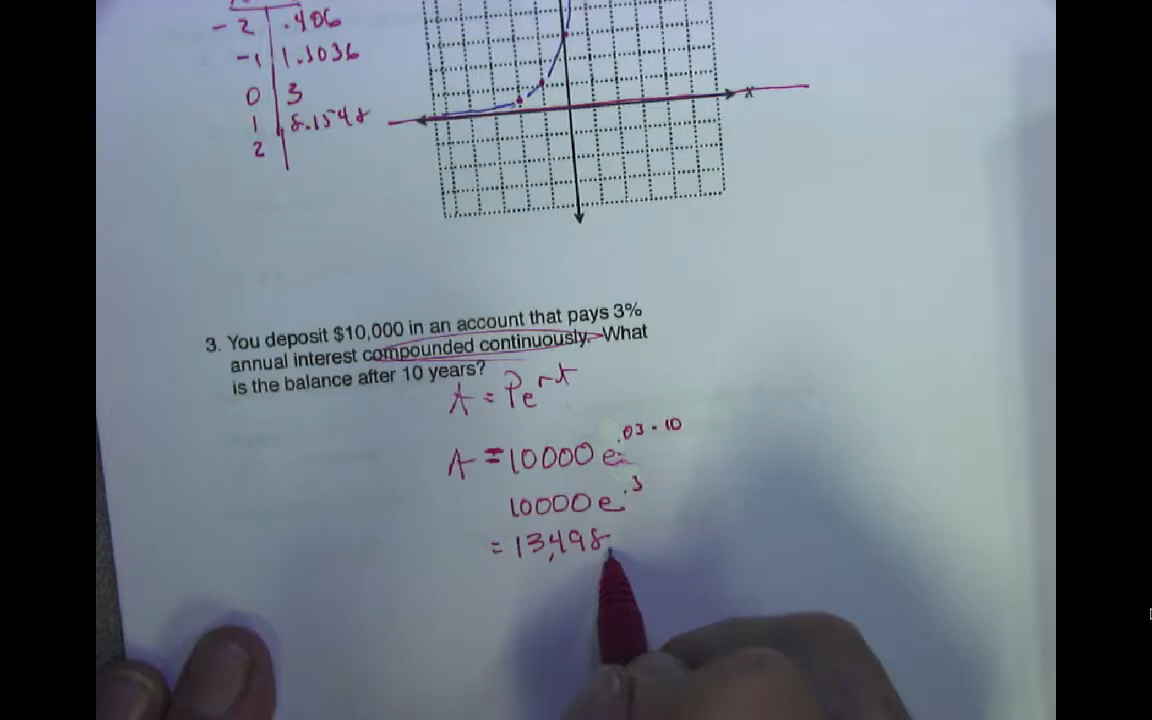 -2 .406
-1 1.3036
0 3
1 8.1548
2
x
3. You deposit $10,000 in an account that pays 3%
annual interest compounded continuously. What
is the balance after 10 years?
A = Pe^rt
A = 10000 e^.03 · 10
10000 e^.3
= 13,498